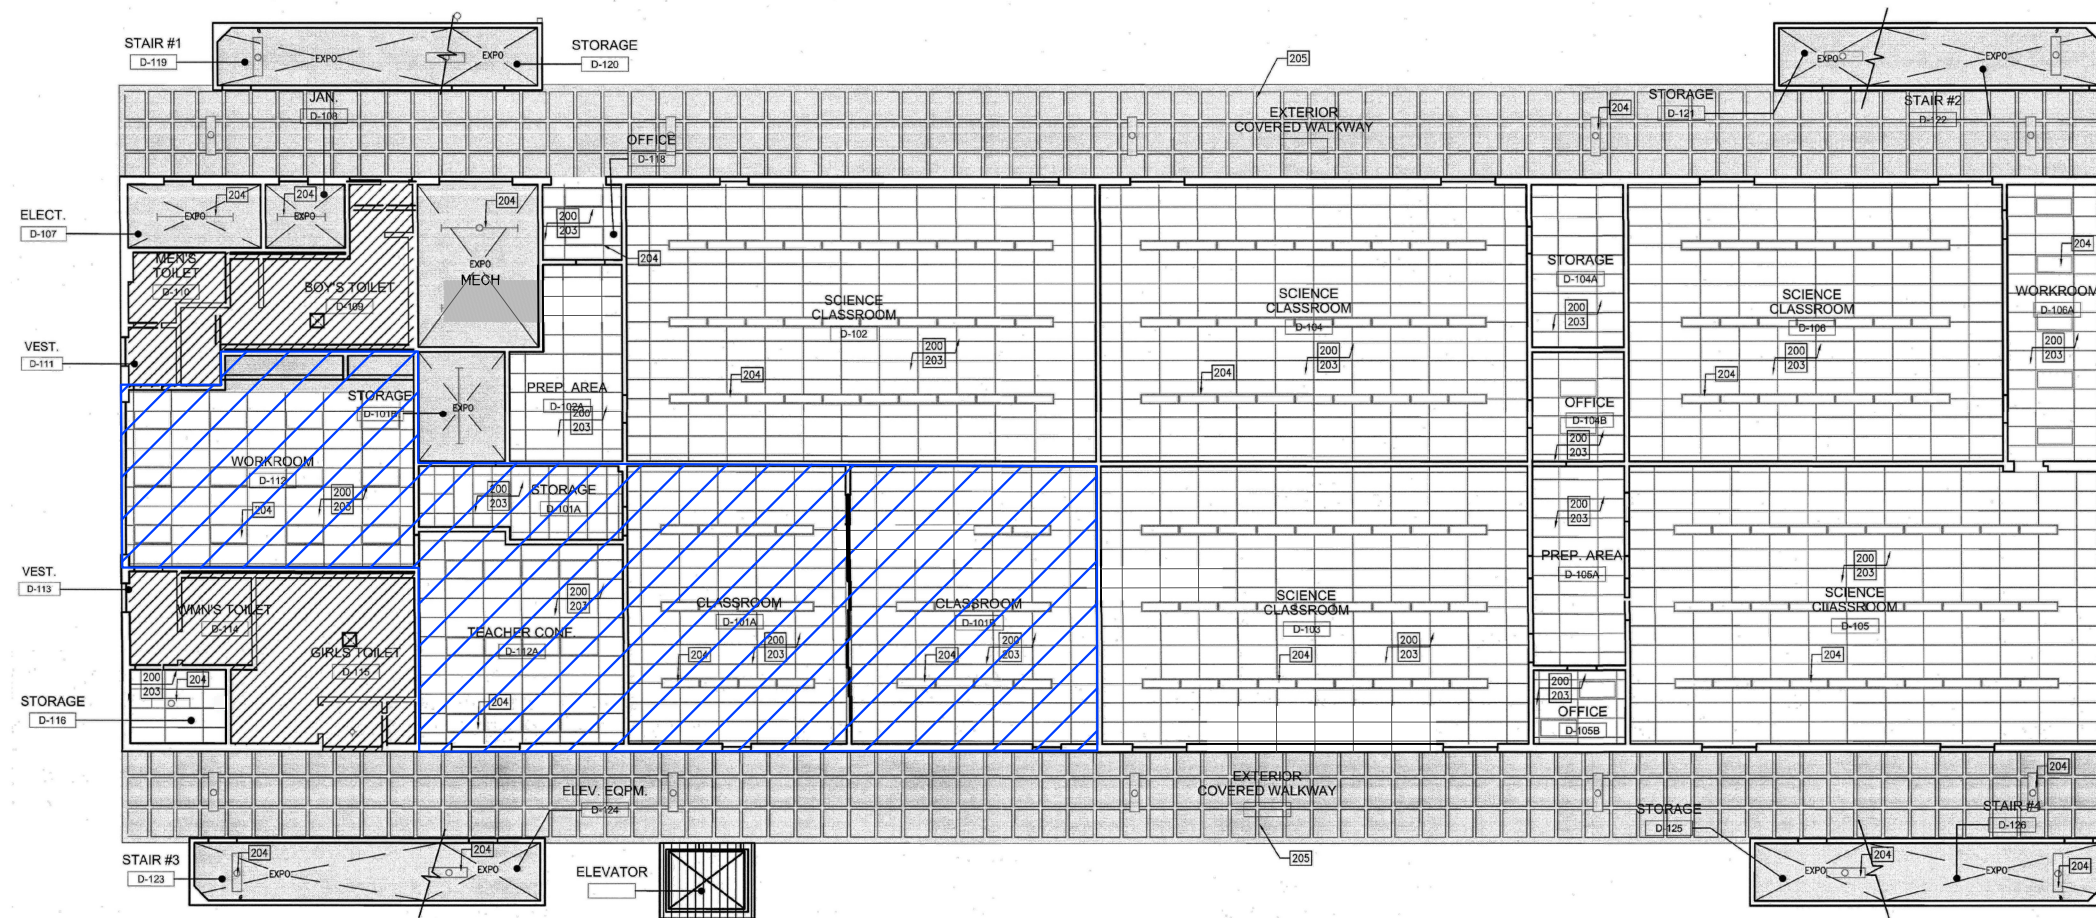 STAIR #1
D-119
EXPO
EXPO
STORAGE
D-120
205
EXPO
STORAGE
D-121
204
STAIR #2
D-122
JAN.
D-108
OFFICE
D-118
EXTERIOR
COVERED WALKWAY
ELECT.
D-107
204
EXPO
204
EXPO
204
EXPO
MECH
200
203
204
MEN'S
TOILET
D-110
BOY'S TOILET
D-109
SCIENCE
CLASSROOM
D-102
200
203
204
SCIENCE
CLASSROOM
D-104
200
203
204
STORAGE
D-104A
200
203
SCIENCE
CLASSROOM
D-106
200
203
204
204
WORKROOM
D-106A
200
203
VEST.
D-111
STORAGE
D-101B
EXPO
PREP. AREA
D-102A
200
203
OFFICE
D-104B
200
203
WORKROOM
D-112
200
203
204
200
203
STORAGE
D-101A
200
203
PREP. AREA
D-105A
VEST.
D-113
WMN'S TOILET
D-114
GIRLS TOILET
D-115
200
203
TEACHER CONF.
D-112A
204
CLASSROOM
D-101A
200
203
204
CLASSROOM
200
203
204
SCIENCE
CLASSROOM
D-103
200
203
204
200
203
SCIENCE
CLASSROOM
D-105
204
200
203
204
STORAGE
D-116
200
203
OFFICE
D-105B
ELEV. EQPM.
D-124
EXTERIOR
COVERED WALKWAY
204
STORAGE
D-125
STAIR #4
D-126
STAIR #3
D-123
204
EXPO
204
EXPO
ELEVATOR
205
EXPO
204
EXPO
204